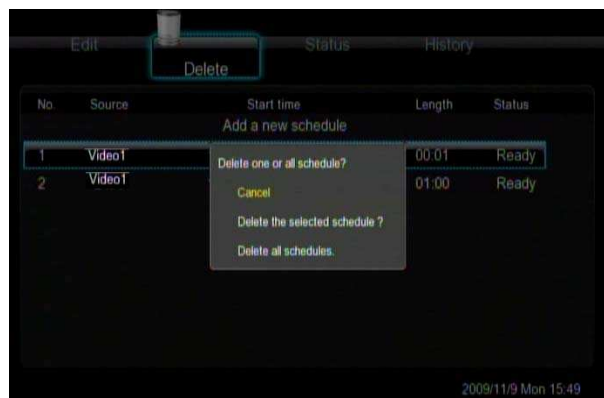 Edit Status History
Delete
No. Source Start time Length Status
Add a new schedule
1 Video1 00:01 Ready
2 Video1 01:00 Ready
Delete one or all schedule?
Cancel
Delete the selected schedule ?
Delete all schedules.
2009/11/9 Mon 15:49